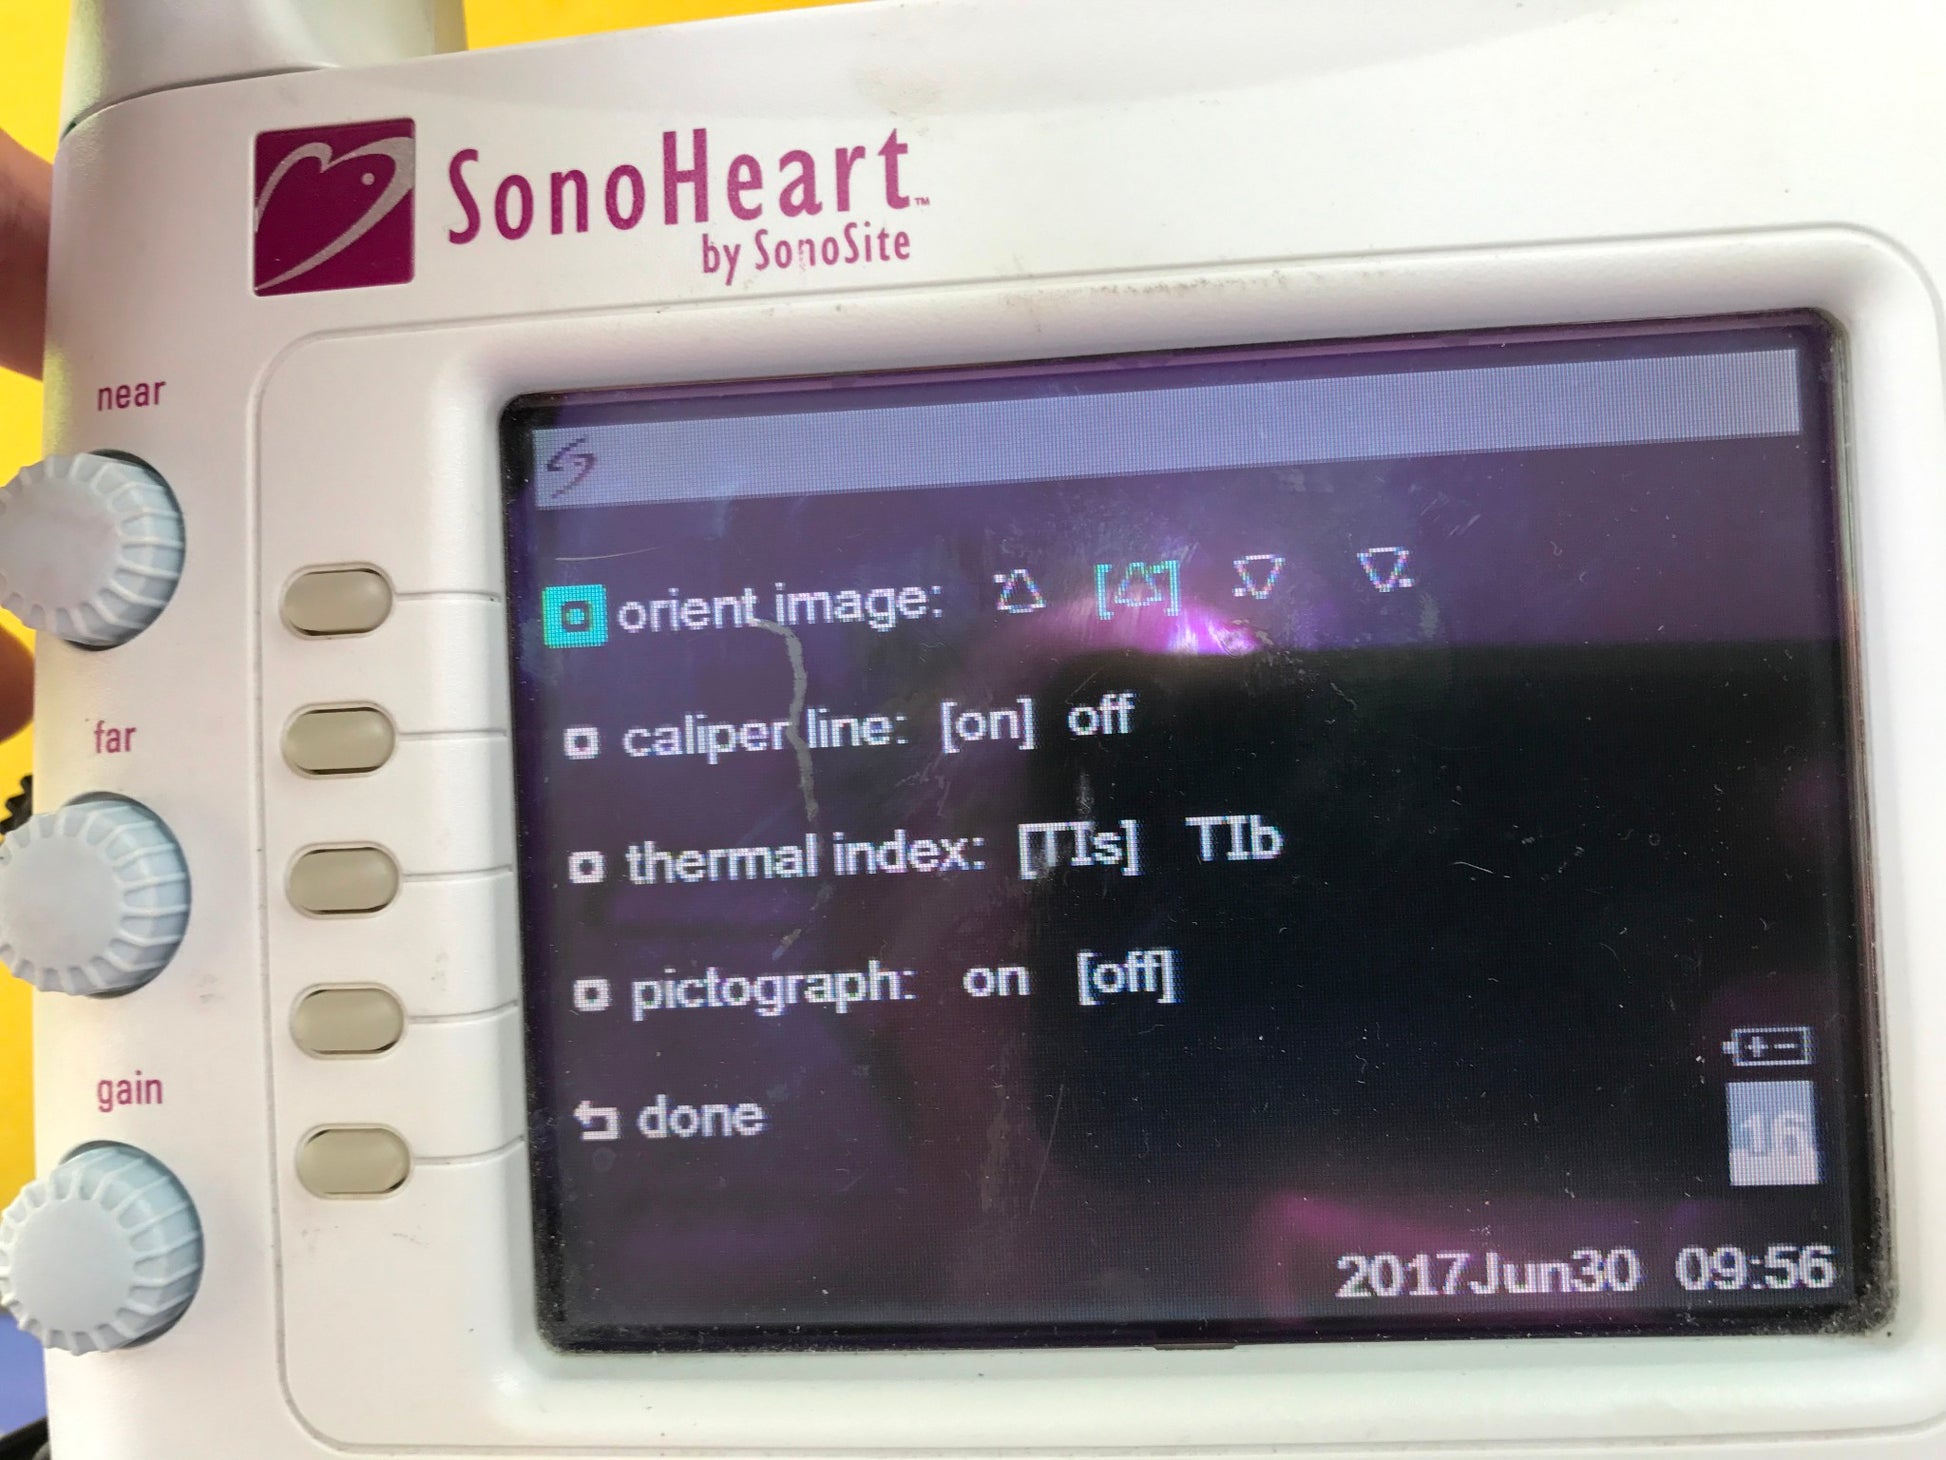 SonoHeart™
by SonoSite
near
far
gain
orient image: [ ]
caliper line: [on] off
thermal index: [TIs] TIb
pictograph: on [off]
done
16
2017Jun30 09:56